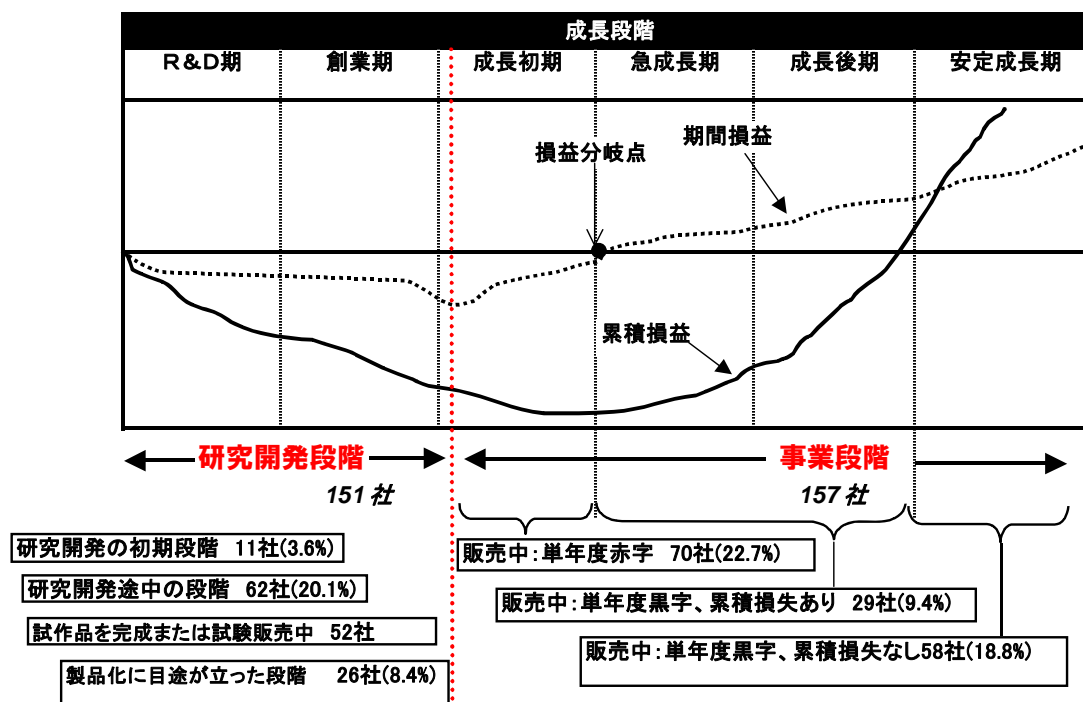 成長段階
R&D期 創業期 成長初期 急成長期 成長後期 安定成長期
期間損益
損益分岐点
累積損益
研究開発段階 事業段階
151社 157社
研究開発の初期段階 11社(3.6%)
販売中:単年度赤字 70社(22.7%)
研究開発途中の段階 62社(20.1%)
販売中:単年度黒字、累積損失あり 29社(9.4%)
試作品を完成または試験販売中 52社
販売中:単年度黒字、累積損失なし58社(18.8%)
製品化に目途が立った段階 26社(8.4%)